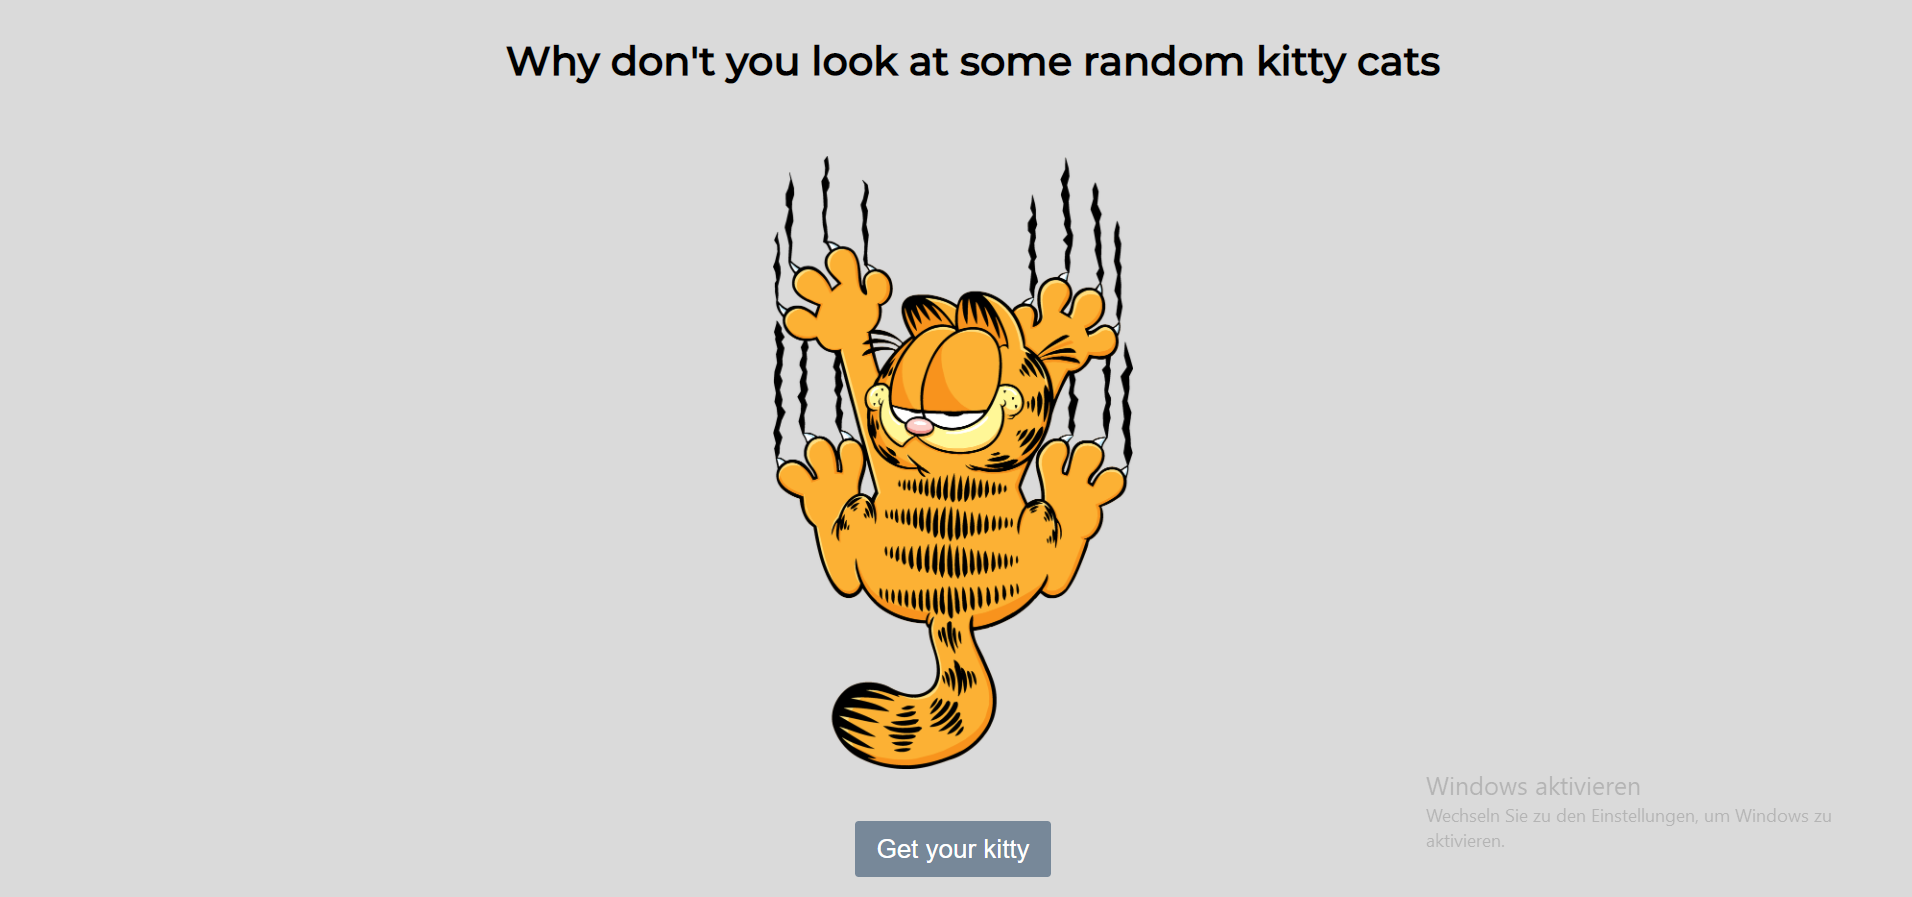 Why don't you look at some random kitty cats
Windows aktivieren
Wechseln Sie zu den Einstellungen, um Windows zu
aktivieren.
Get your kitty